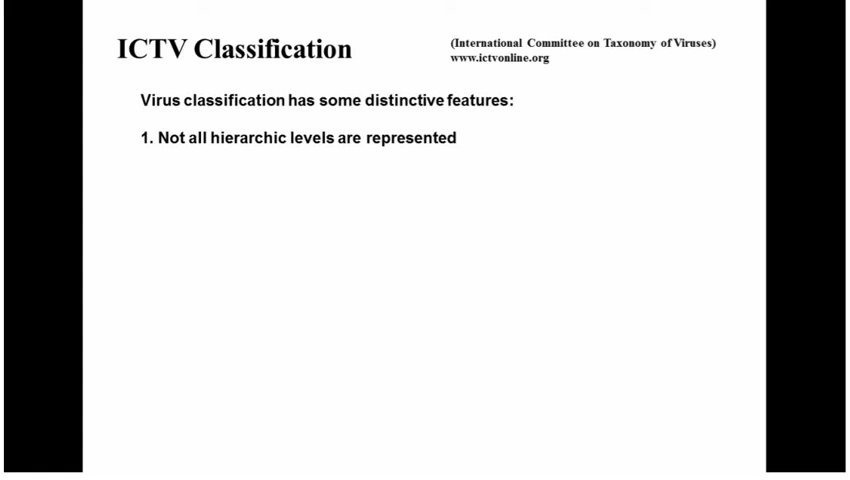 ICTV Classification
(International Committee on Taxonomy of Viruses)
www.ictvonline.org
Virus classification has some distinctive features:
1. Not all hierarchic levels are represented